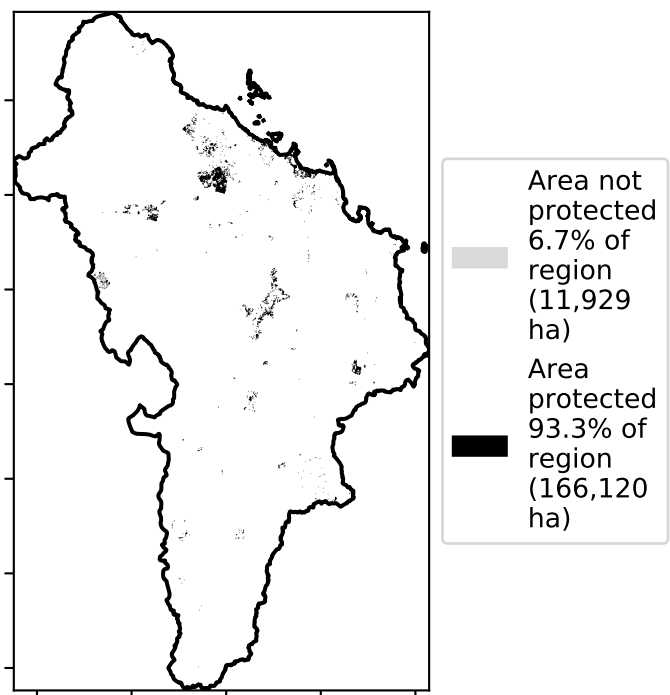 Area not
protected
6.7% of
region
(11,929
ha)
Area
protected
93.3% of
region
(166,120
ha)